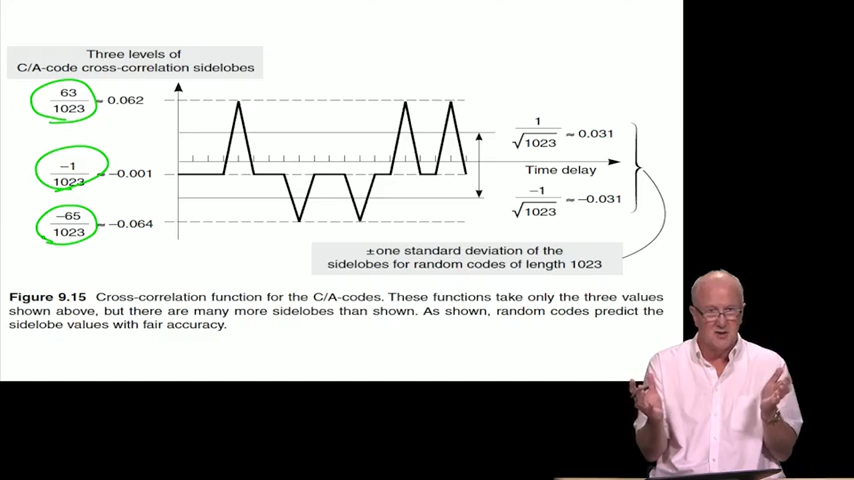 Three levels of
C/A-code cross-correlation sidelobes
63
1023
≈ 0.062
−1
1023
≈ −0.001
−65
1023
≈ −0.064
1
√1023
≈ 0.031
Time delay
−1
√1023
≈ −0.031
±one standard deviation of the
sidelobes for random codes of length 1023
Figure 9.15 Cross-correlation function for the C/A-codes. These functions take only the three values
shown above, but there are many more sidelobes than shown. As shown, random codes predict the
sidelobe values with fair accuracy.